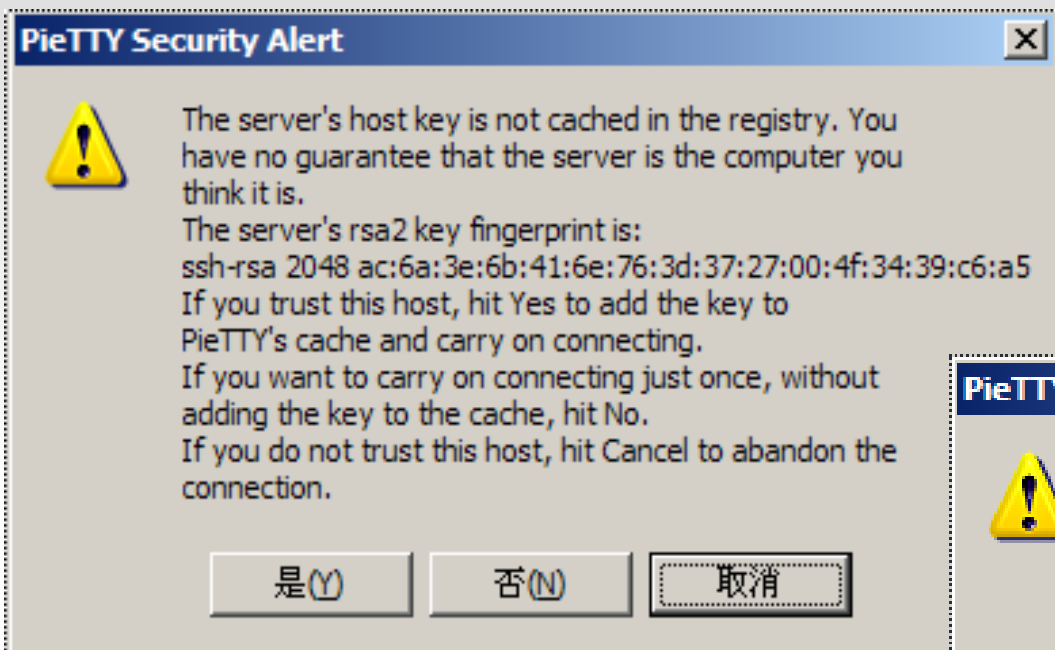 PieTTY Security Alert
The server's host key is not cached in the registry. You
have no guarantee that the server is the computer you
think it is.
The server's rsa2 key fingerprint is:
ssh-rsa 2048 ac:6a:3e:6b:41:6e:76:3d:37:27:00:4f:34:39:c6:a5
If you trust this host, hit Yes to add the key to
PieTTY's cache and carry on connecting.
If you want to carry on connecting just once, without
adding the key to the cache, hit No.
If you do not trust this host, hit Cancel to abandon the
connection.
是(Y) 否(N) 取消